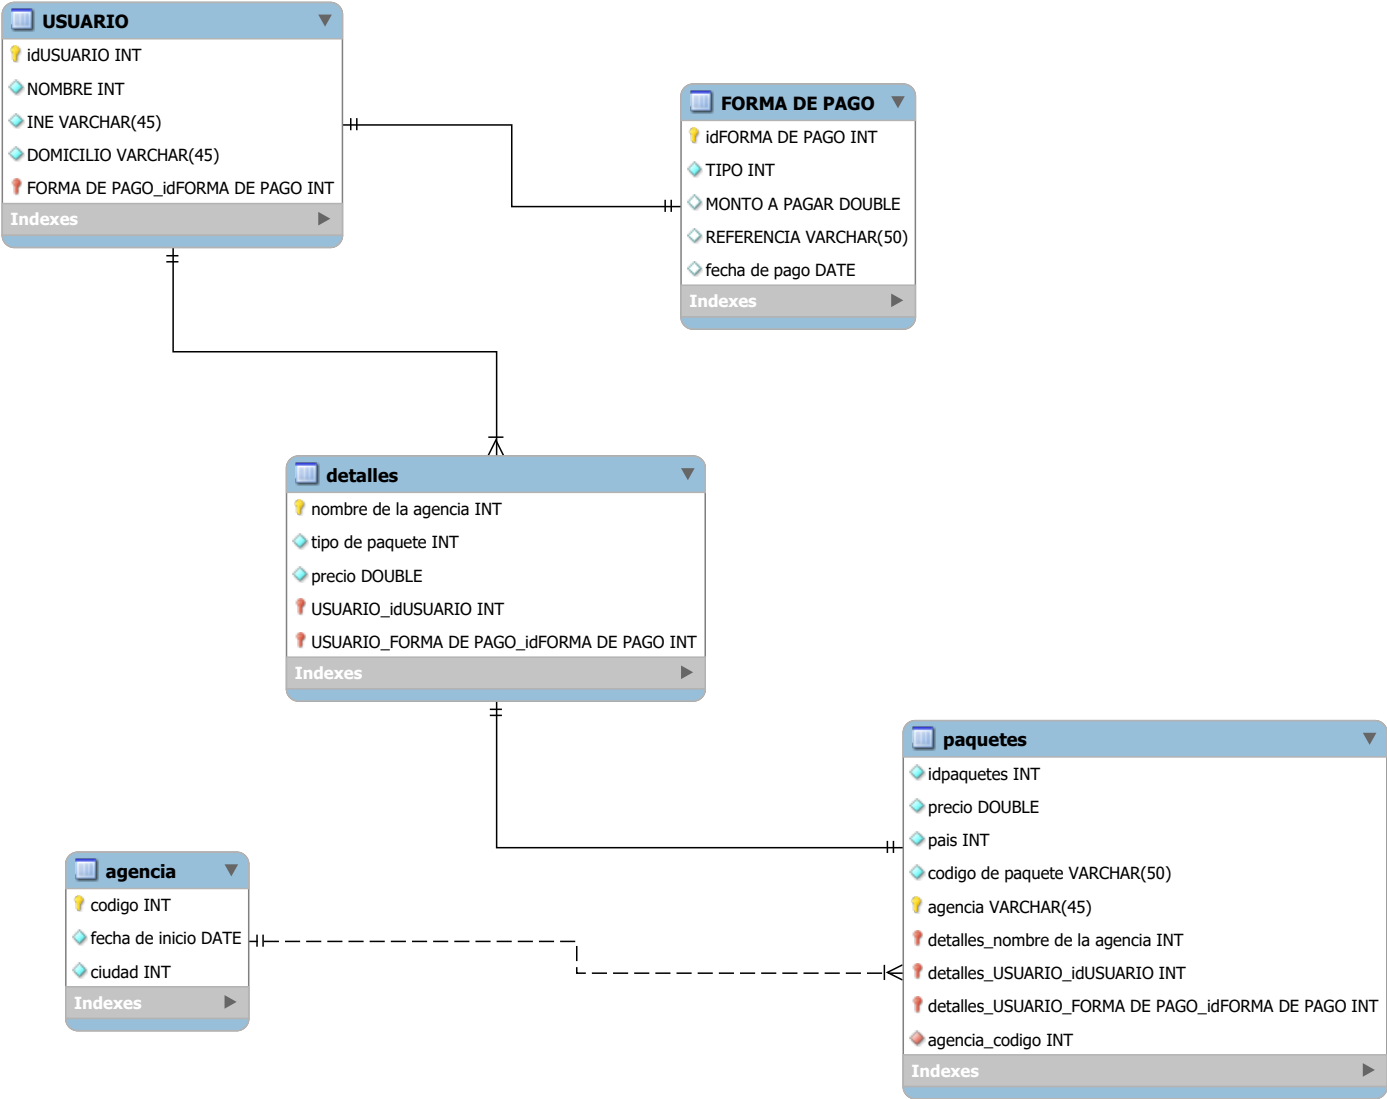 USUARIO
idUSUARIO INT
NOMBRE INT
INE VARCHAR(45)
DOMICILIO VARCHAR(45)
FORMA DE PAGO_idFORMA DE PAGO INT
Indexes
FORMA DE PAGO
idFORMA DE PAGO INT
TIPO INT
MONTO A PAGAR DOUBLE
REFERENCIA VARCHAR(50)
fecha de pago DATE
Indexes
detalles
nombre de la agencia INT
tipo de paquete INT
precio DOUBLE
USUARIO_idUSUARIO INT
USUARIO_FORMA DE PAGO_idFORMA DE PAGO INT
Indexes
agencia
codigo INT
fecha de inicio DATE
ciudad INT
Indexes
paquetes
idpaquetes INT
precio DOUBLE
pais INT
codigo de paquete VARCHAR(50)
agencia VARCHAR(45)
detalles_nombre de la agencia INT
detalles_USUARIO_idUSUARIO INT
detalles_USUARIO_FORMA DE PAGO_idFORMA DE PAGO INT
agencia_codigo INT
Indexes